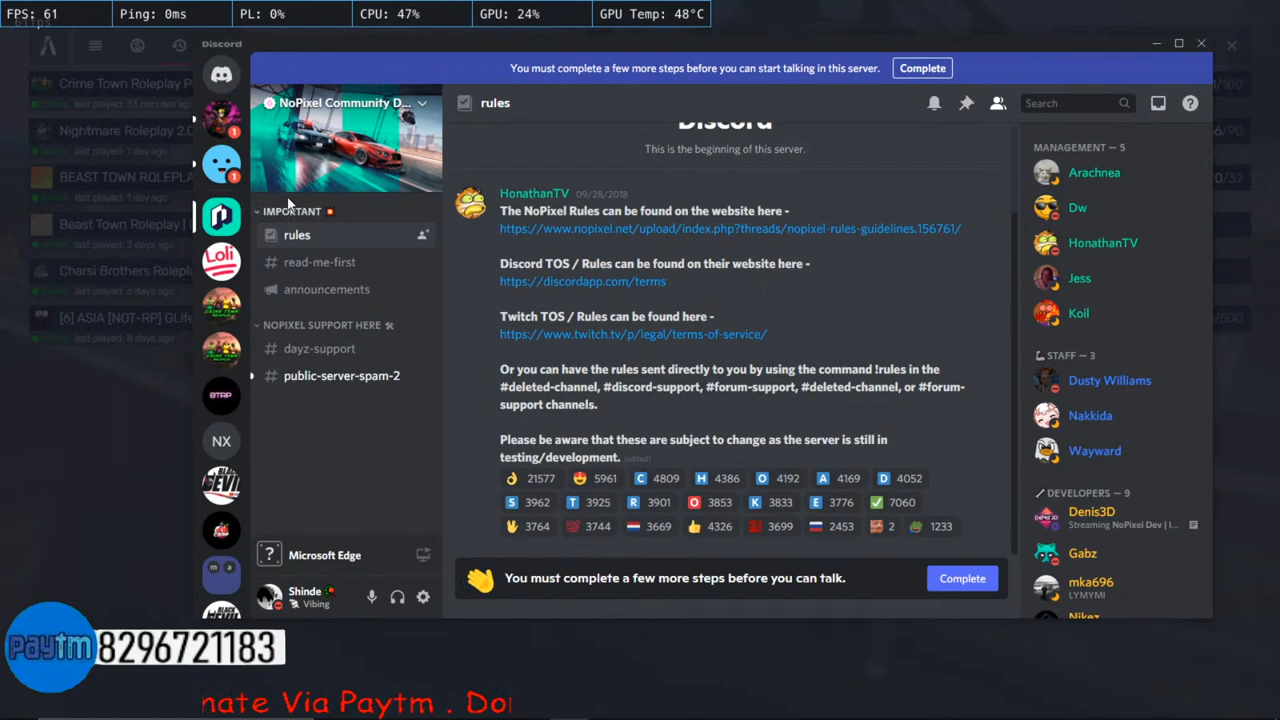 FPS: 61
Ping: 0ms
PL: 0%
CPU: 47%
GPU: 24%
GPU Temp: 48°C
Discord
You must complete a few more steps before you can start talking in this server.
Complete
NoPixel Community D...
rules
Search
Discord
This is the beginning of this server.
IMPORTANT
rules
read-me-first
announcements
NOPIXEL SUPPORT HERE
dayz-support
public-server-spam-2
HonathanTV 09/28/2018
The NoPixel Rules can be found on the website here -
https://www.nopixel.net/upload/index.php?threads/nopixel-rules-guidelines.156761/
Discord TOS / Rules can be found on their website here -
https://discordapp.com/terms
Twitch TOS / Rules can be found here -
https://www.twitch.tv/p/legal/terms-of-service/
Or you can have the rules sent directly to you by using the command !rules in the
#deleted-channel, #discord-support, #forum-support, #deleted-channel, or #forum-
support channels.
Please be aware that these are subject to change as the server is still in
testing/development. (edited)
21577 5961 C 4809 H 4386 O 4192 A 4169 D 4052
S 3962 T 3925 R 3901 O 3853 K 3833 E 3776 7060
3764 3744 3669 4326 3699 2453 2 1233
You must complete a few more steps before you can talk.
Complete
MANAGEMENT — 5
Arachnea
Dw
HonathanTV
Jess
Koil
STAFF — 3
Dusty Williams
Nakkida
Wayward
DEVELOPERS — 9
Denis3D
Streaming NoPixel Dev | I...
Gabz
mka696
LYMYMI
Nikez
Crime Town Roleplay
last played: 33 minutes ago
Nightmare Roleplay 2.0
last played: 1 day ago
BEAST TOWN ROLEPLA
last played: 1 day ago
Beast Town Roleplay |
last played: 3 days ago
Charsi Brothers Roleplay
last played: 6 days ago
[6] ASIA [NOT-RP] GLife
last played: 8 days ago
1
1
Loli
BTRP
NX
m a
Microsoft Edge
Shinde
Vibing
paytm 8296721183
nate Via Paytm . Do